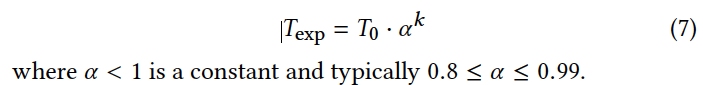 T_exp = T_0 · α^k (7)
where α < 1 is a constant and typically 0.8 ≤ α ≤ 0.99.